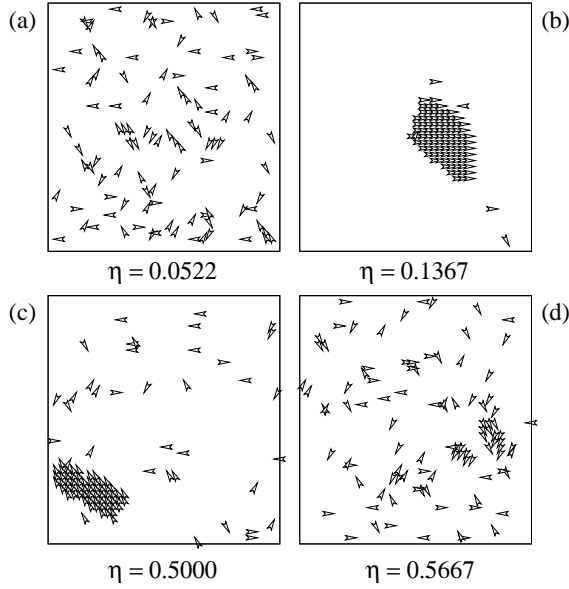 (a)
(b)
η = 0.0522
η = 0.1367
(c)
(d)
η = 0.5000
η = 0.5667